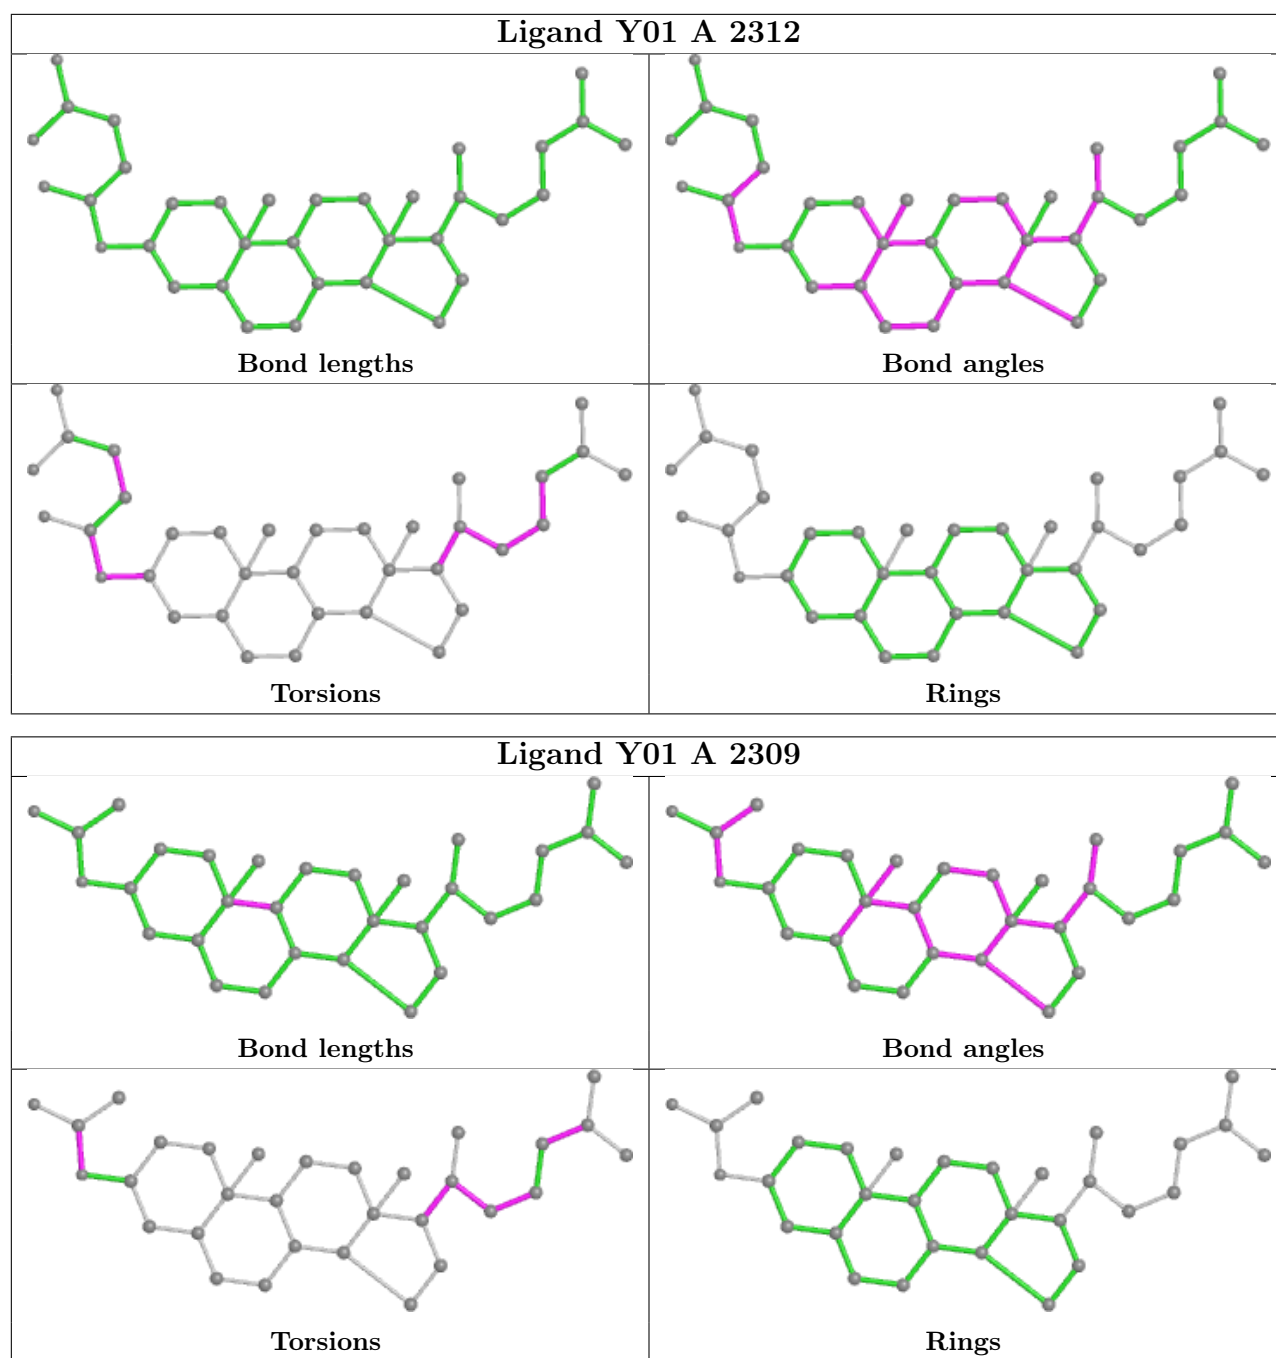 Ligand Y01 A 2312
Bond lengths
Bond angles
Torsions
Rings
Ligand Y01 A 2309
Bond lengths
Bond angles
Torsions
Rings